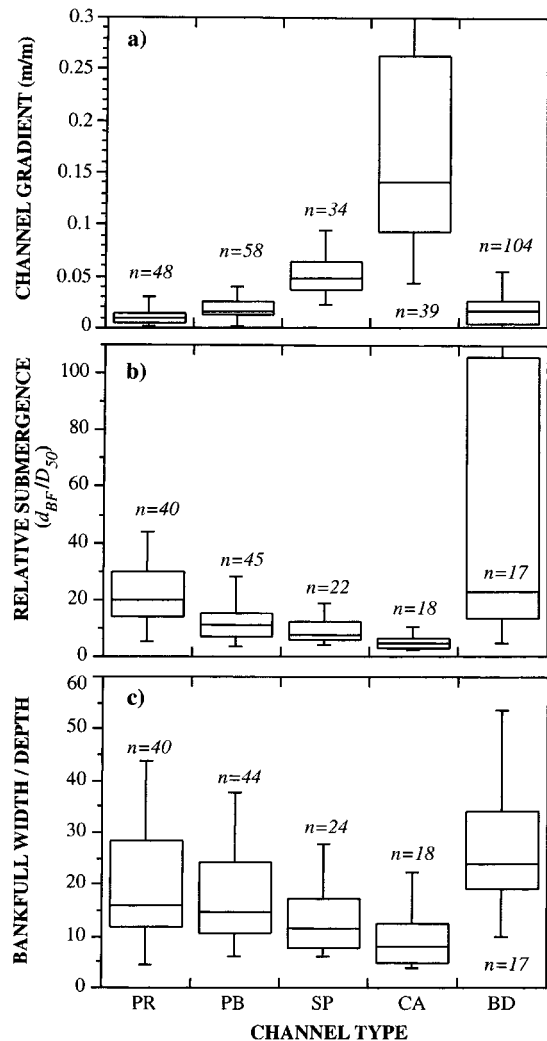 a)
CHANNEL GRADIENT (m/m)
0.3
0.25
0.2
0.15
0.1
0.05
0
n=48
n=58
n=34
n=39
n=104
b)
RELATIVE SUBMERGENCE
(dBF/D50)
100
80
60
40
20
0
n=40
n=45
n=22
n=18
n=17
c)
BANKFULL WIDTH / DEPTH
60
50
40
30
20
10
0
n=40
n=44
n=24
n=18
n=17
PR PB SP CA BD
CHANNEL TYPE